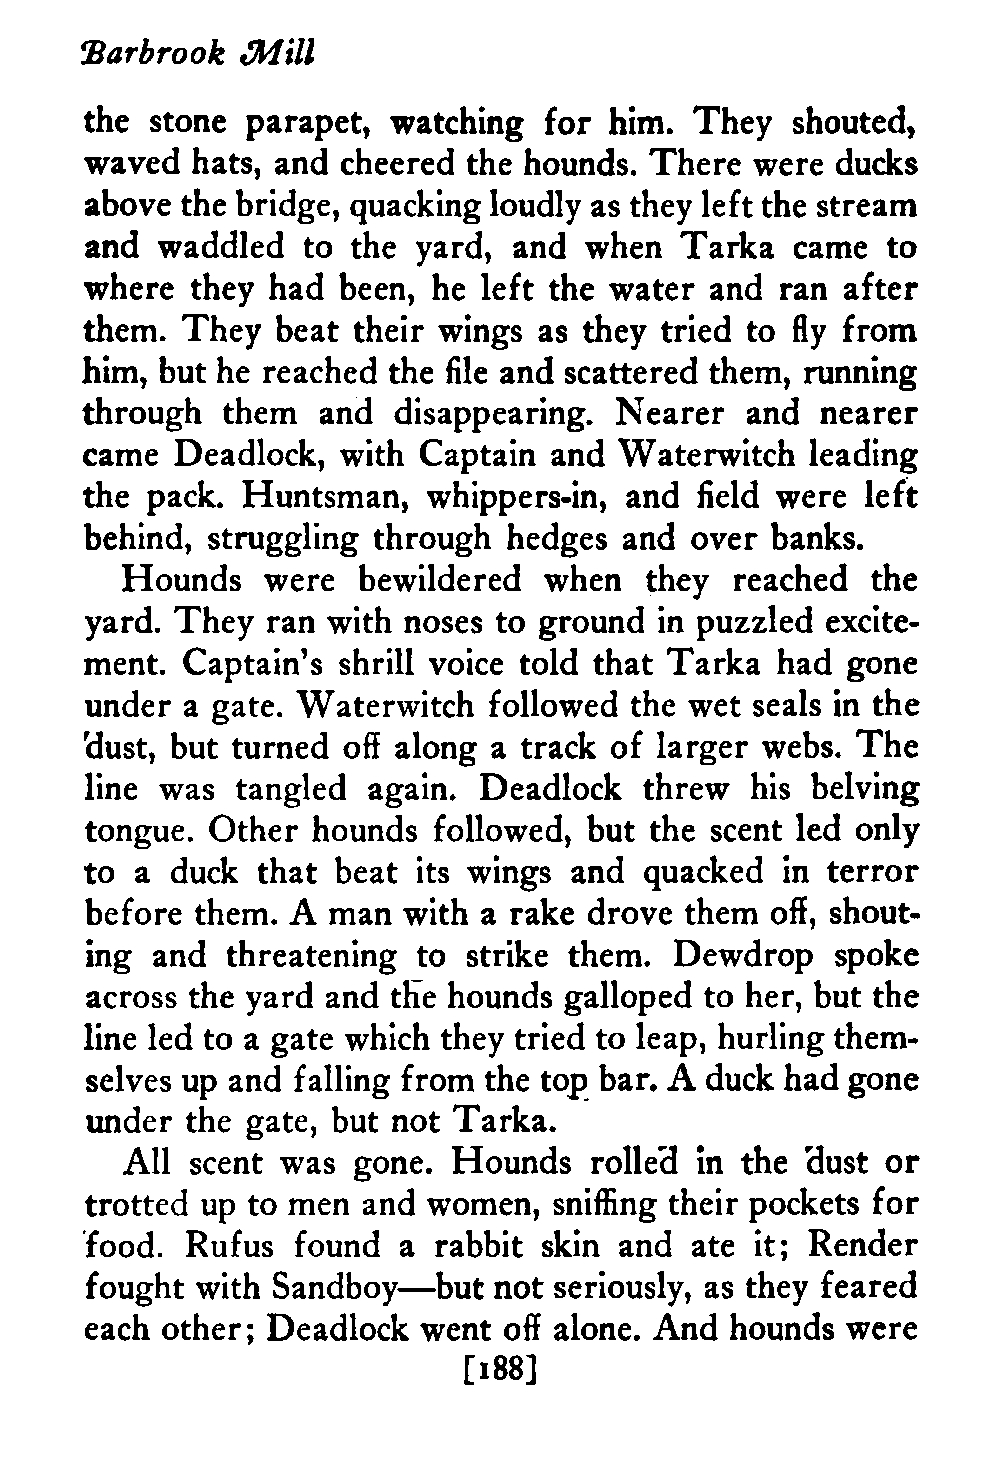 Barbrook Mill
the stone parapet, watching for him. They shouted,
waved hats, and cheered the hounds. There were ducks
above the bridge, quacking loudly as they left the stream
and waddled to the yard, and when Tarka came to
where they had been, he left the water and ran after
them. They beat their wings as they tried to fly from
him, but he reached the file and scattered them, running
through them and disappearing. Nearer and nearer
came Deadlock, with Captain and Waterwitch leading
the pack. Huntsman, whippers-in, and field were left
behind, struggling through hedges and over banks.
Hounds were bewildered when they reached the
yard. They ran with noses to ground in puzzled excite-
ment. Captain's shrill voice told that Tarka had gone
under a gate. Waterwitch followed the wet seals in the
dust, but turned off along a track of larger webs. The
line was tangled again. Deadlock threw his belving
tongue. Other hounds followed, but the scent led only
to a duck that beat its wings and quacked in terror
before them. A man with a rake drove them off, shout-
ing and threatening to strike them. Dewdrop spoke
across the yard and the hounds galloped to her, but the
line led to a gate which they tried to leap, hurling them-
selves up and falling from the top bar. A duck had gone
under the gate, but not Tarka.
All scent was gone. Hounds rolled in the dust or
trotted up to men and women, sniffing their pockets for
food. Rufus found a rabbit skin and ate it; Render
fought with Sandboy—but not seriously, as they feared
each other; Deadlock went off alone. And hounds were
[188]